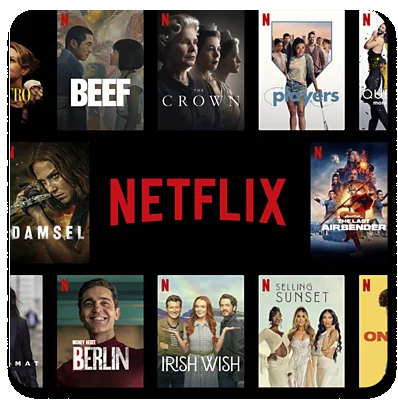 RO
BEEF
THE
CROWN
players
QU
DAMSEL
NETFLIX
AVATAR
THE LAST
AIRBENDER
MAT
MONEY HEIST
BERLIN
IRISH WISH
SELLING
SUNSET
ON